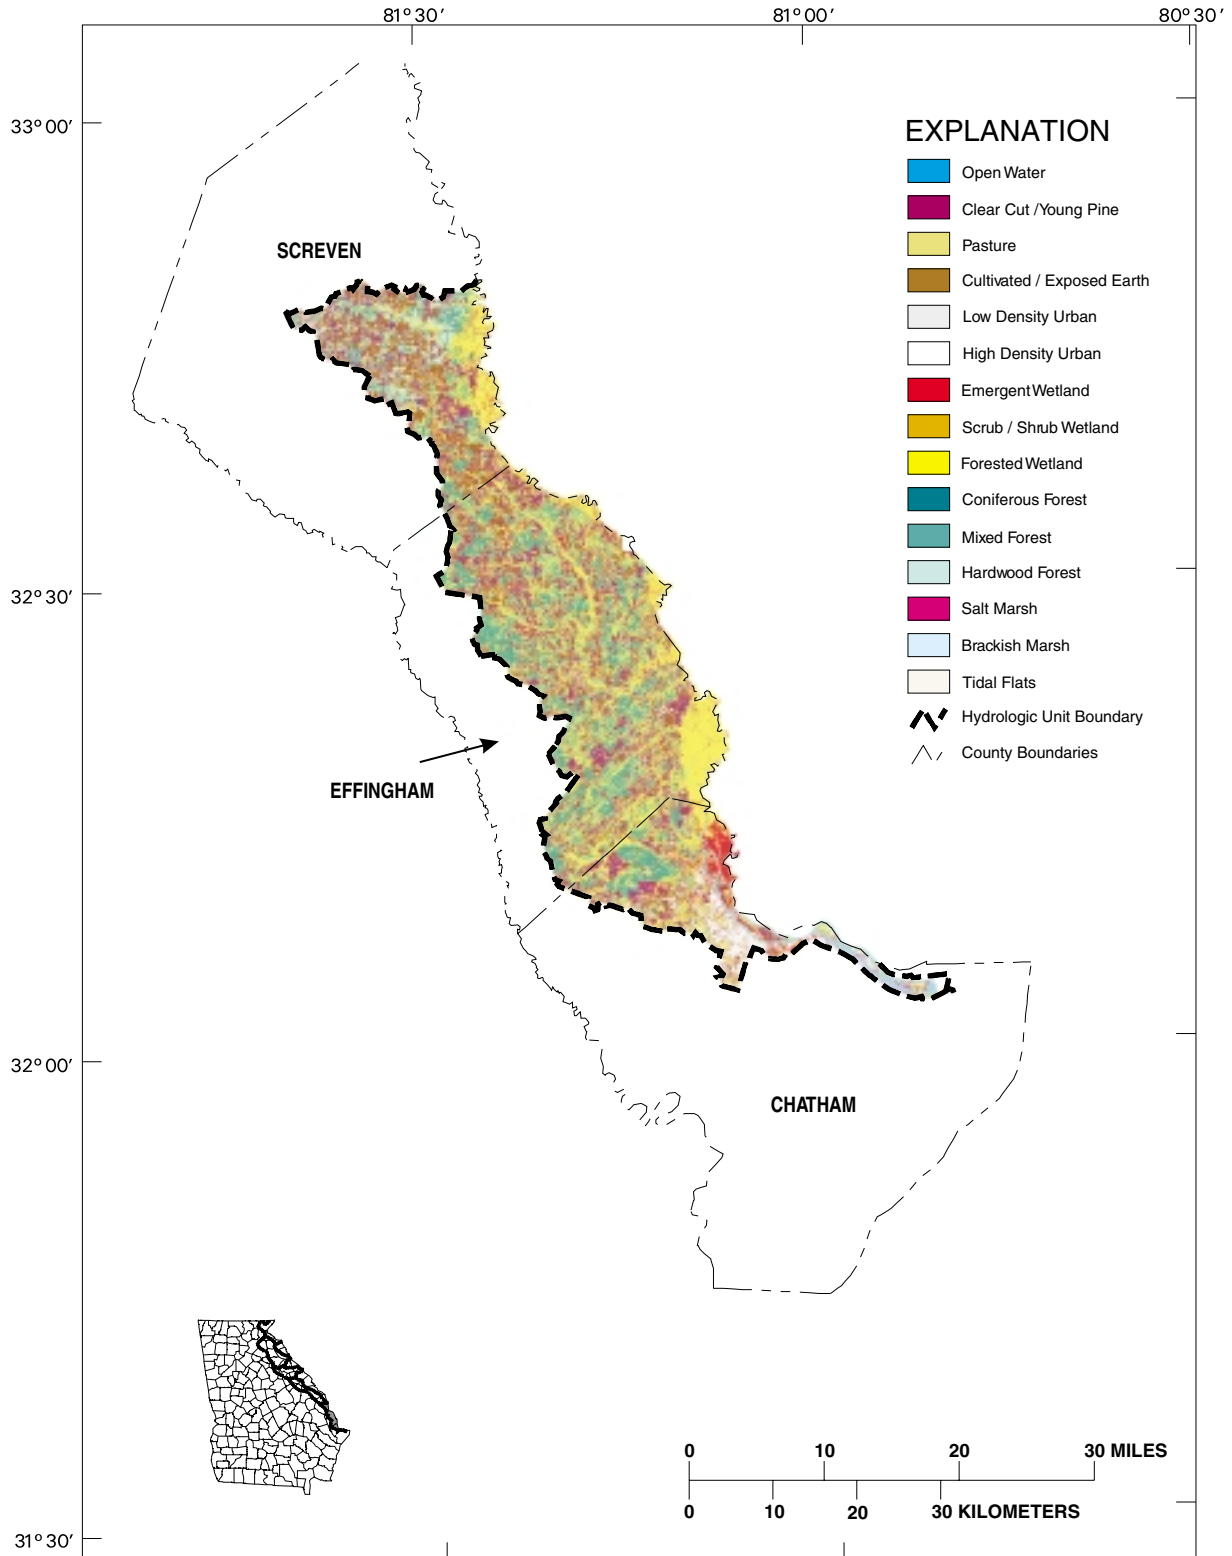 81°30′ 81°00′ 80°30′
33°00′
EXPLANATION
Open Water
Clear Cut /Young Pine
Pasture
Cultivated / Exposed Earth
Low Density Urban
High Density Urban
Emergent Wetland
Scrub / Shrub Wetland
Forested Wetland
Coniferous Forest
Mixed Forest
Hardwood Forest
Salt Marsh
Brackish Marsh
Tidal Flats
Hydrologic Unit Boundary
County Boundaries
SCREVEN
32°30′
EFFINGHAM
32°00′
CHATHAM
0 10 20 30 MILES
0 10 20 30 KILOMETERS
31°30′